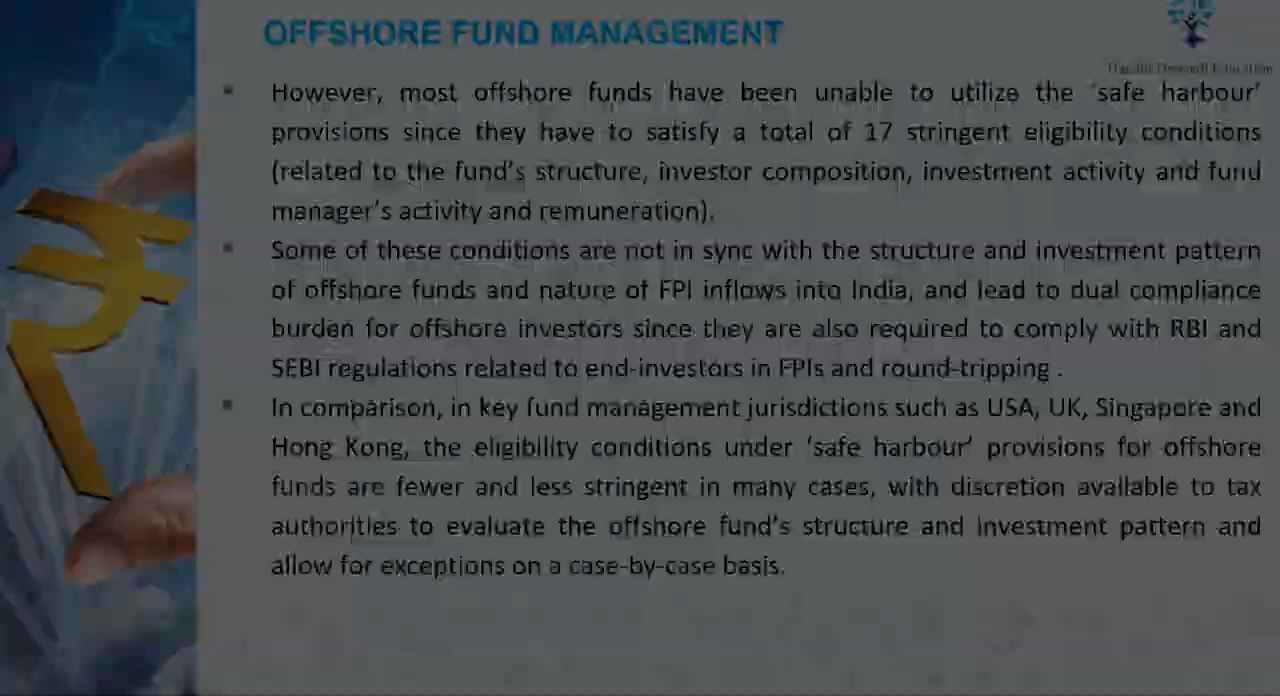 OFFSHORE FUND MANAGEMENT
However, most offshore funds have been unable to utilize the 'safe harbour'
provisions since they have to satisfy a total of 17 stringent eligibility conditions
(related to the fund's structure, investor composition, investment activity and fund
manager's activity and remuneration).
Some of these conditions are not in sync with the structure and investment pattern
of offshore funds and nature of FPI inflows into India, and lead to dual compliance
burden for offshore investors since they are also required to comply with RBI and
SEBI regulations related to end-investors in FPIs and round-tripping .
In comparison, in key fund management jurisdictions such as USA, UK, Singapore and
Hong Kong, the eligibility conditions under 'safe harbour' provisions for offshore
funds are fewer and less stringent in many cases, with discretion available to tax
authorities to evaluate the offshore fund's structure and investment pattern and
allow for exceptions on a case-by-case basis.